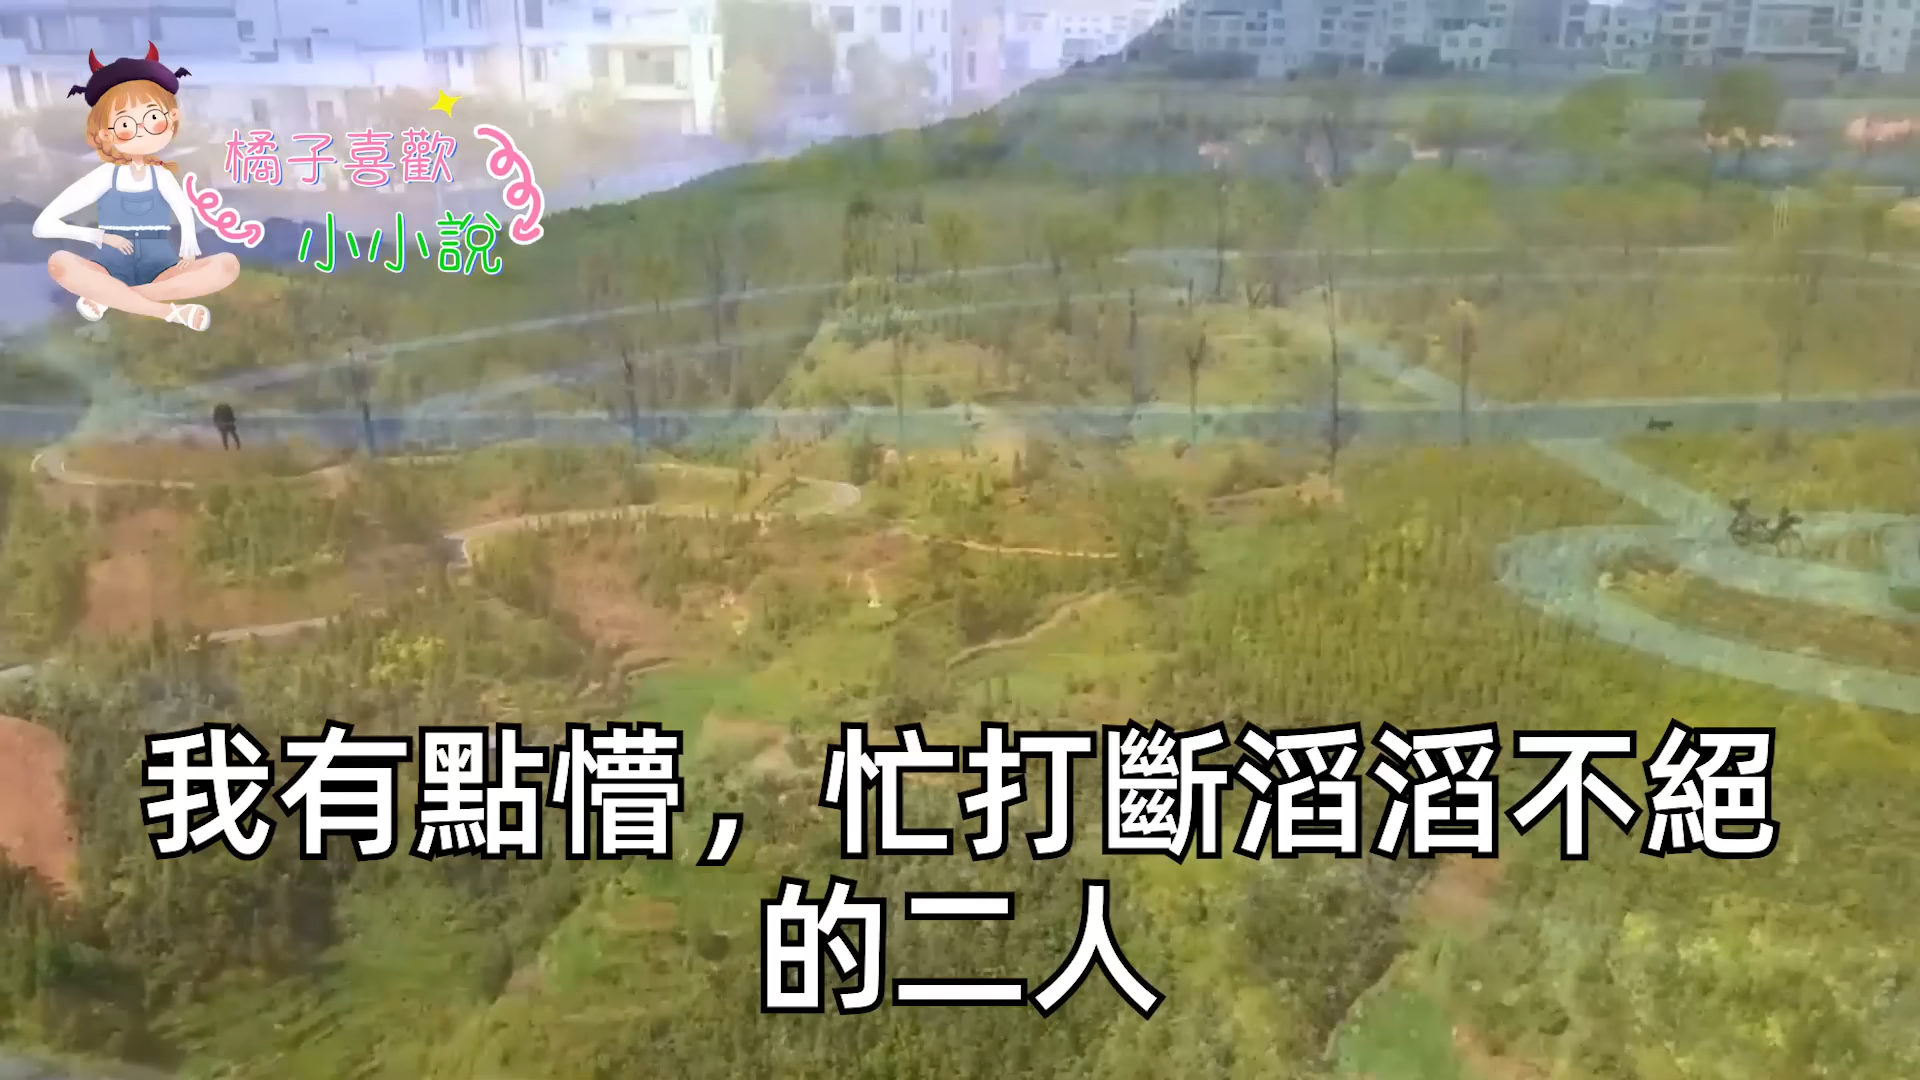 橘子喜歡
小小說
我有點懵，忙打斷滔滔不絕
的二人